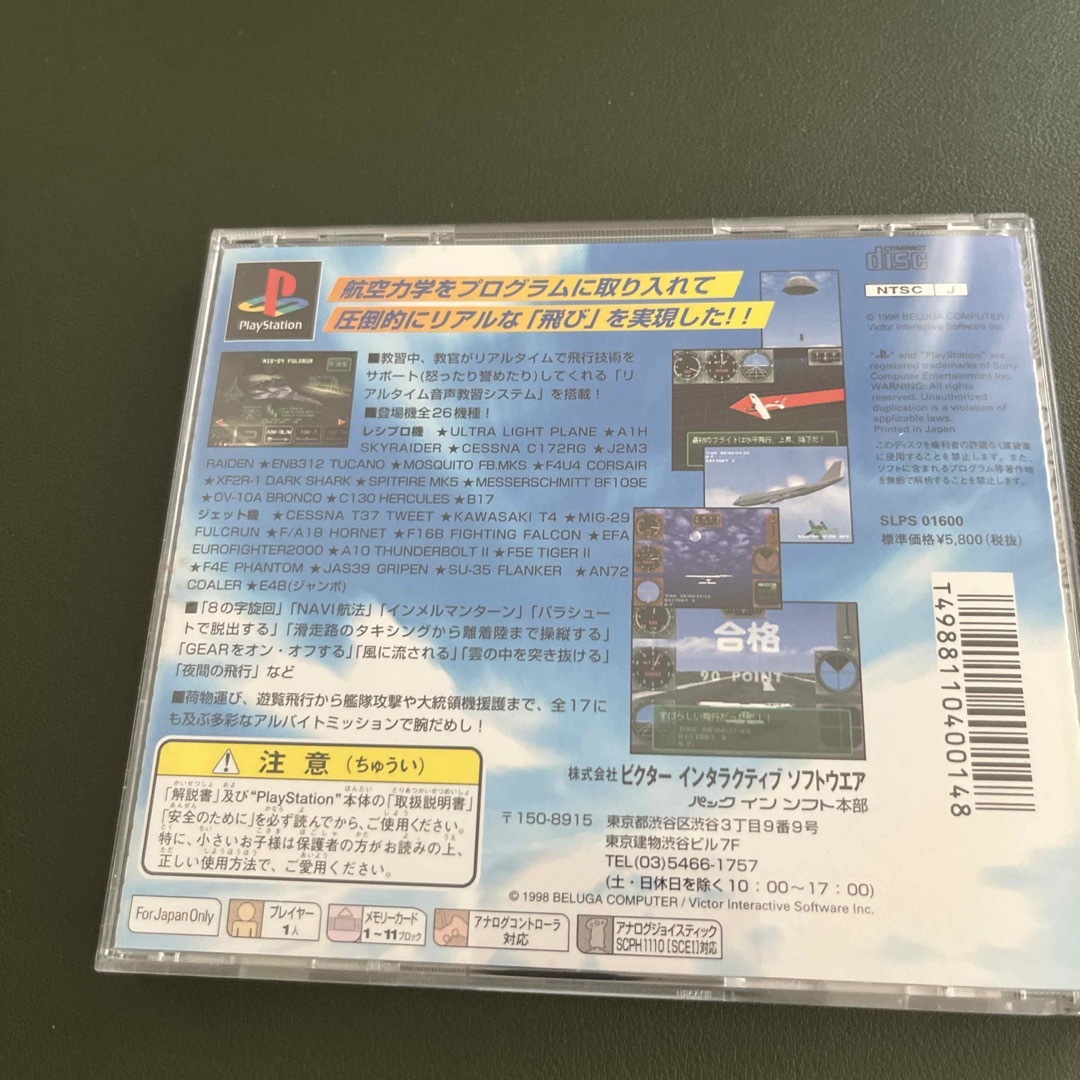 PlayStation
航空力学をプログラムに取り入れて
圧倒的にリアルな「飛び」を実現した!!
MIG-29 FULCRUN
■教習中、教官がリアルタイムで飛行技術を
サポート(怒ったり誉めたり)してくれる「リ
アルタイム音声教習システム」を搭載!
■登場機全26機種!
レシプロ機 ★ULTRA LIGHT PLANE ★A1H
SKYRAIDER ★CESSNA C172RG ★J2M3
RAIDEN ★ENB312 TUCANO ★MOSQUITO FB.MK5 ★F4U4 CORSAIR
★XF2R-1 DARK SHARK ★SPITFIRE MK5 ★MESSERSCHMITT BF109E
★OV-10A BRONCO ★C130 HERCULES ★B17
ジェット機 ★CESSNA T37 TWEET ★KAWASAKI T4 ★MIG-29
FULCRUN ★F/A18 HORNET ★F16B FIGHTING FALCON ★EFA
EUROFIGHTER2000 ★A10 THUNDERBOLT II ★F5E TIGER II
★F4E PHANTOM ★JAS39 GRIPEN ★SU-35 FLANKER ★AN72
COALER ★E4B(ジャンボ)
■「8の字旋回」「NAVI航法」「インメルマンターン」「パラシュー
トで脱出する」「滑走路のタキシングから離着陸まで操縦する」
「GEARをオン・オフする」「風に流される」「雲の中を突き抜ける」
「夜間の飛行」など
■荷物運び、遊覧飛行から艦隊攻撃や大統領機援護まで、全17に
も及ぶ多彩なアルバイトミッションで腕だめし!
最初のフライトは水平飛行、上昇、降下だ!
合格
90 POINT
すばらしい飛行だったぞ!
COMPACT
disc
NTSC J
© 1998 BELUGA COMPUTER /
Victor Interactive Software Inc.
" " and "PlayStation" are
registered trademarks of Sony
Computer Entertainment Inc.
WARNING: All rights
reserved. Unauthorized
duplication is a violation of
applicable laws.
Printed in Japan
このディスクを権利者の許諾なく賃貸業
に使用することを禁止します。また、
ソフトに含まれるプログラム等著作物
を無断で解析することを禁止します。
SLPS 01600
標準価格¥5,800(税抜)
T4988110400148
注意(ちゅうい)
「解説書」及び"PlayStation"本体の「取扱説明書」
「安全のために」を必ず読んでから、ご使用ください。
特に、小さいお子様は保護者の方がお読みの上、
正しい使用方法で、ご愛用ください。
株式会社 ビクター インタラクティブ ソフトウエア
パック イン ソフト本部
〒150-8915 東京都渋谷区渋谷3丁目9番9号
東京建物渋谷ビル7F
TEL(03)5466-1757
(土・日休日を除く10:00〜17:00)
© 1998 BELUGA COMPUTER / Victor Interactive Software Inc.
For Japan Only
プレイヤー
1人
メモリーカード
1〜11ブロック
アナログコントローラ
対応
アナログジョイスティック
SCPH1110[SCEI]対応